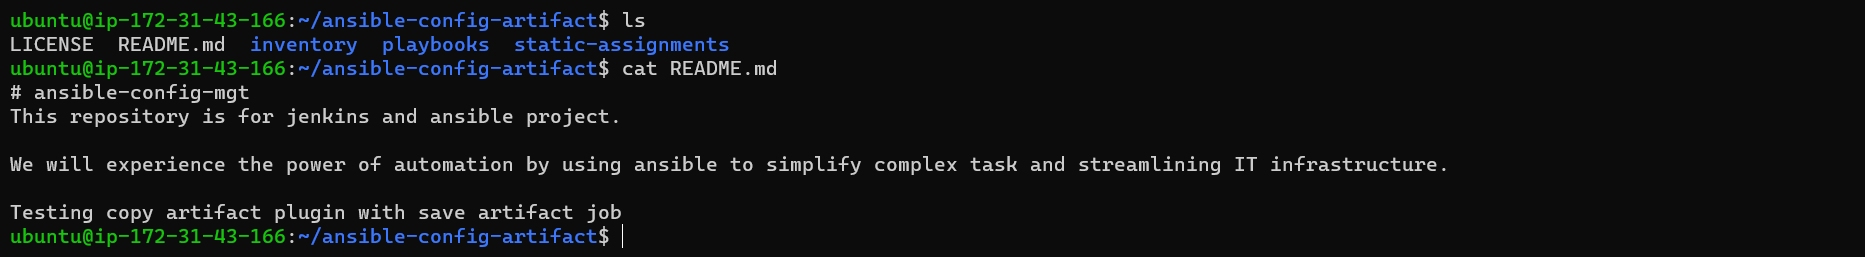 ubuntu@ip-172-31-43-166:~/ansible-config-artifact$ ls
LICENSE  README.md  inventory  playbooks  static-assignments
ubuntu@ip-172-31-43-166:~/ansible-config-artifact$ cat README.md
# ansible-config-mgt
This repository is for jenkins and ansible project.

We will experience the power of automation by using ansible to simplify complex task and streamlining IT infrastructure.

Testing copy artifact plugin with save artifact job
ubuntu@ip-172-31-43-166:~/ansible-config-artifact$